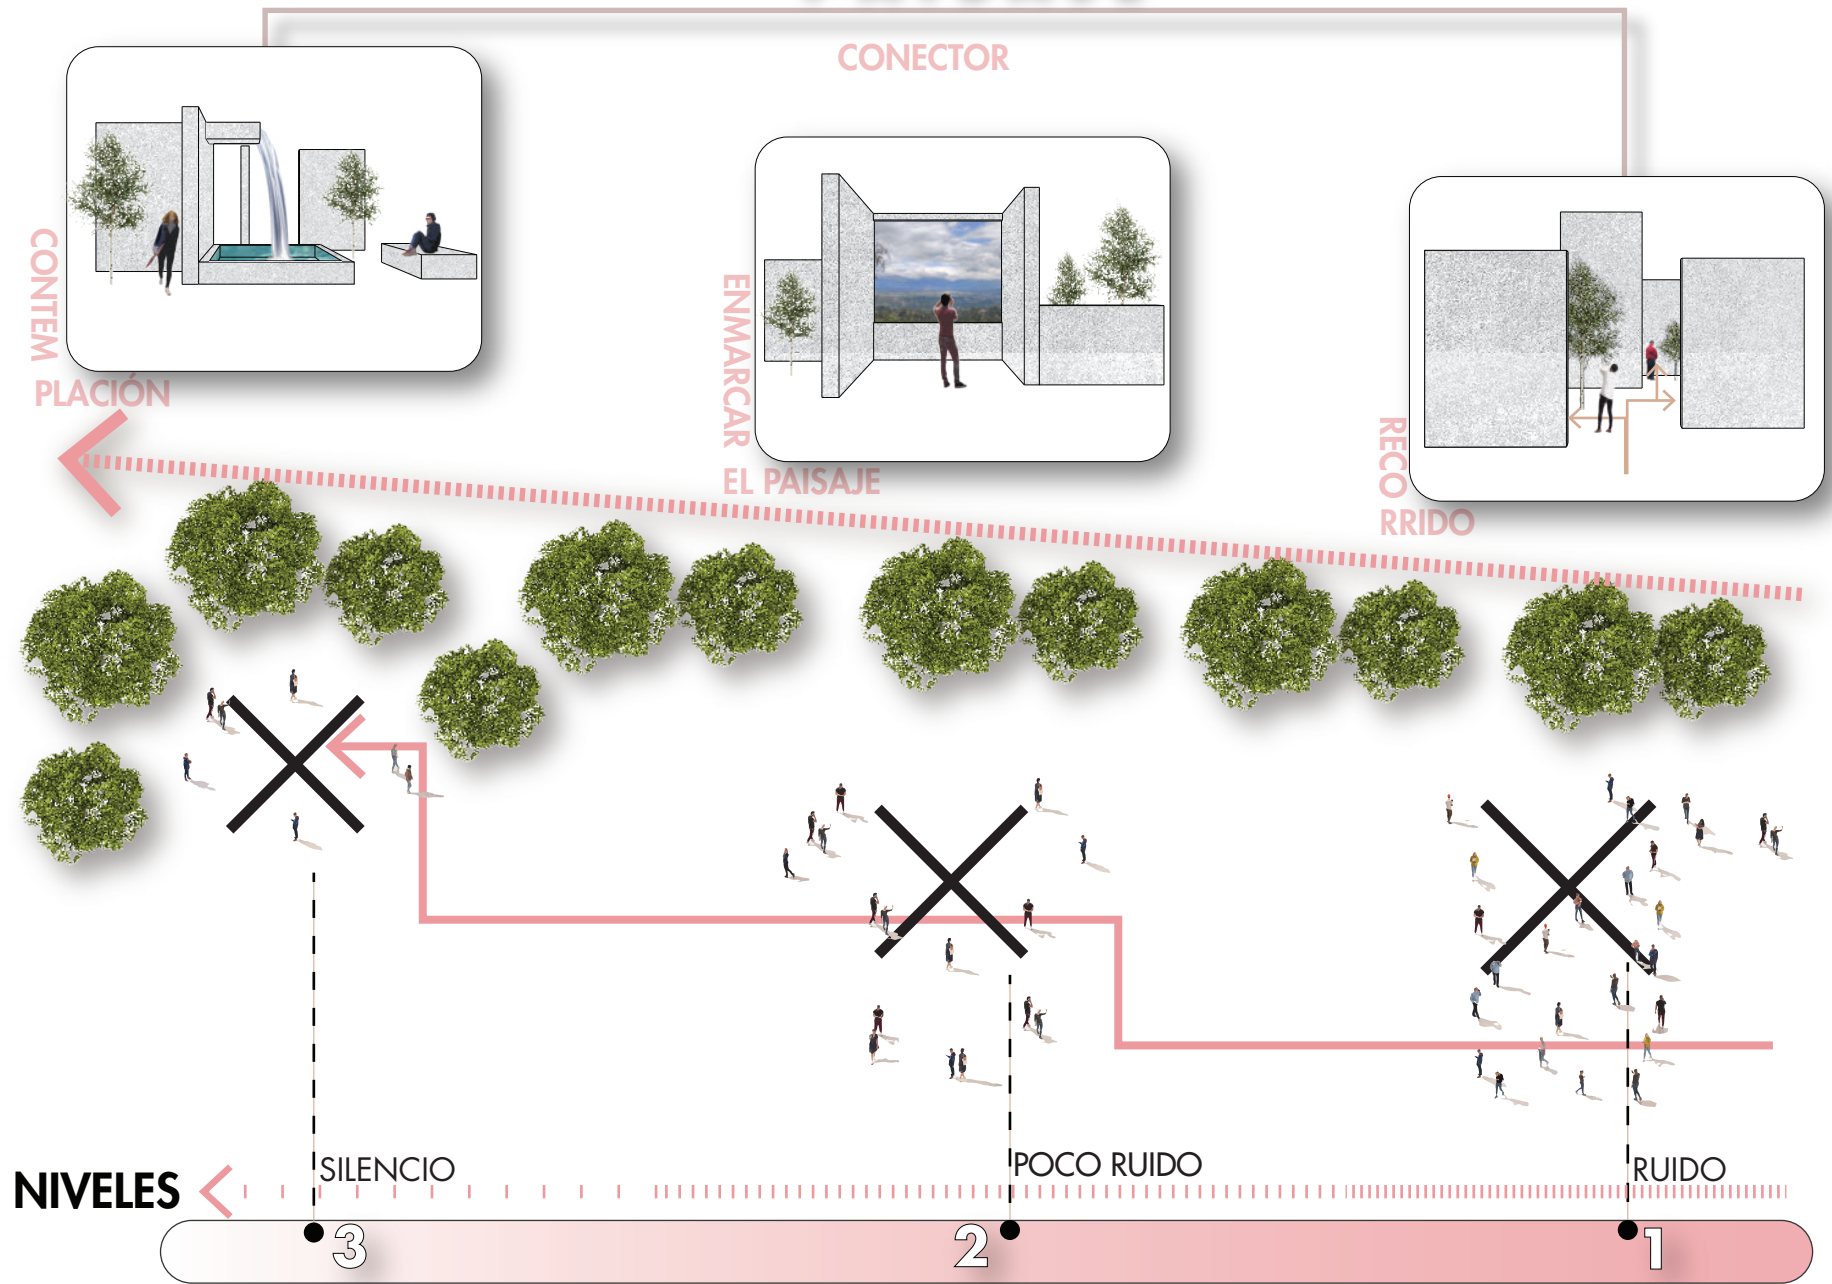 CONECTOR
CONTEM
PLACIÓN
ENMARCAR
EL PAISAJE
RECO
RRIDO
SILENCIO
POCO RUIDO
RUIDO
NIVELES
3
2
1